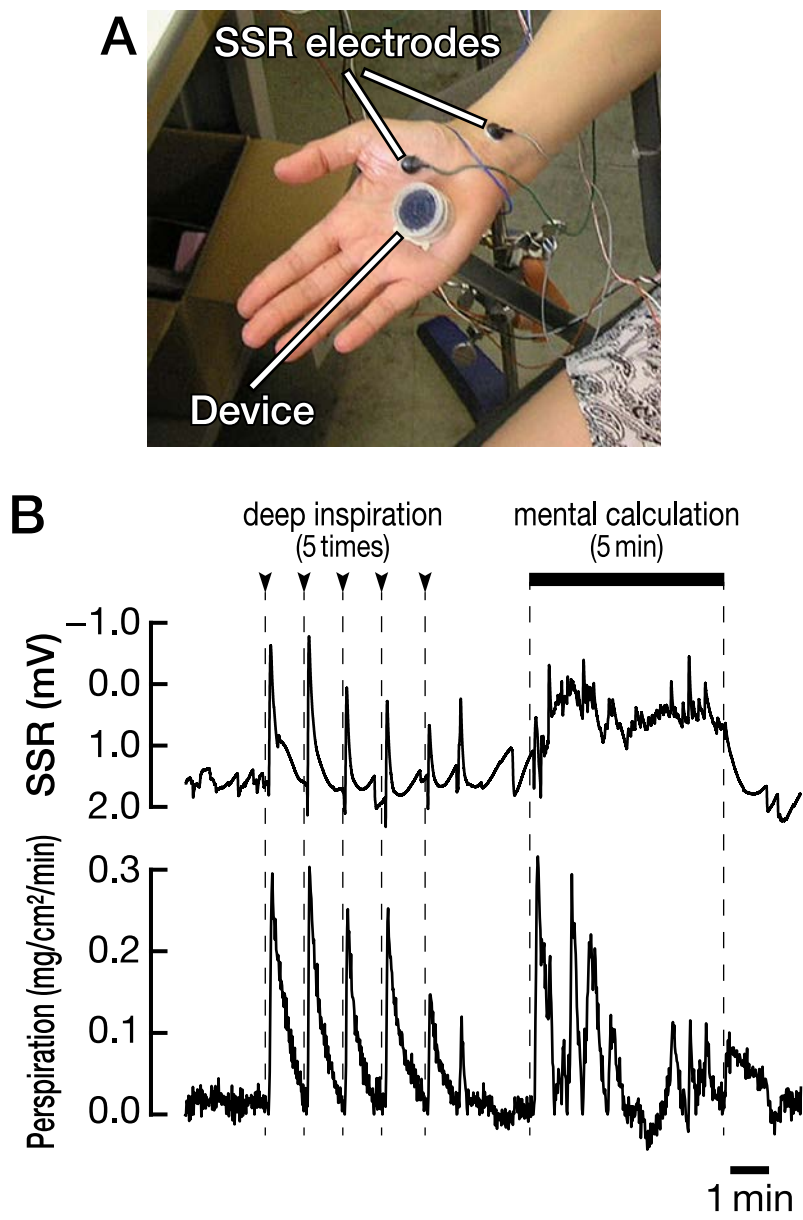 A
SSR electrodes
Device
B
deep inspiration
(5 times)
mental calculation
(5 min)
SSR (mV)
−1.0
0.0
1.0
2.0
Perspiration (mg/cm²/min)
0.3
0.2
0.1
0.0
1 min